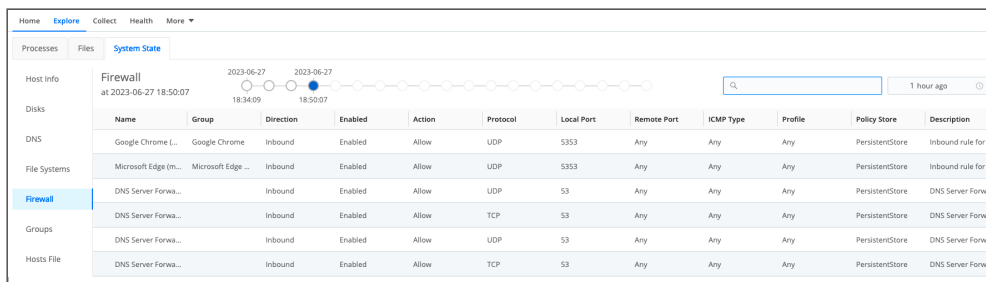 Home Explore Collect Health More ▼
Processes Files System State
Host Info
Disks
DNS
File Systems
Firewall
Groups
Hosts File
Firewall
at 2023-06-27 18:50:07
2023-06-27 2023-06-27
18:34:09 18:50:07
1 hour ago
Name Group Direction Enabled Action Protocol Local Port Remote Port ICMP Type Profile Policy Store Description
Google Chrome (... Google Chrome Inbound Enabled Allow UDP 5353 Any Any Any PersistentStore Inbound rule for
Microsoft Edge (m... Microsoft Edge ... Inbound Enabled Allow UDP 5353 Any Any Any PersistentStore Inbound rule for
DNS Server Forwa... Inbound Enabled Allow UDP 53 Any Any Any PersistentStore DNS Server Forw
DNS Server Forwa... Inbound Enabled Allow TCP 53 Any Any Any PersistentStore DNS Server Forw
DNS Server Forwa... Inbound Enabled Allow UDP 53 Any Any Any PersistentStore DNS Server Forw
DNS Server Forwa... Inbound Enabled Allow TCP 53 Any Any Any PersistentStore DNS Server Forw